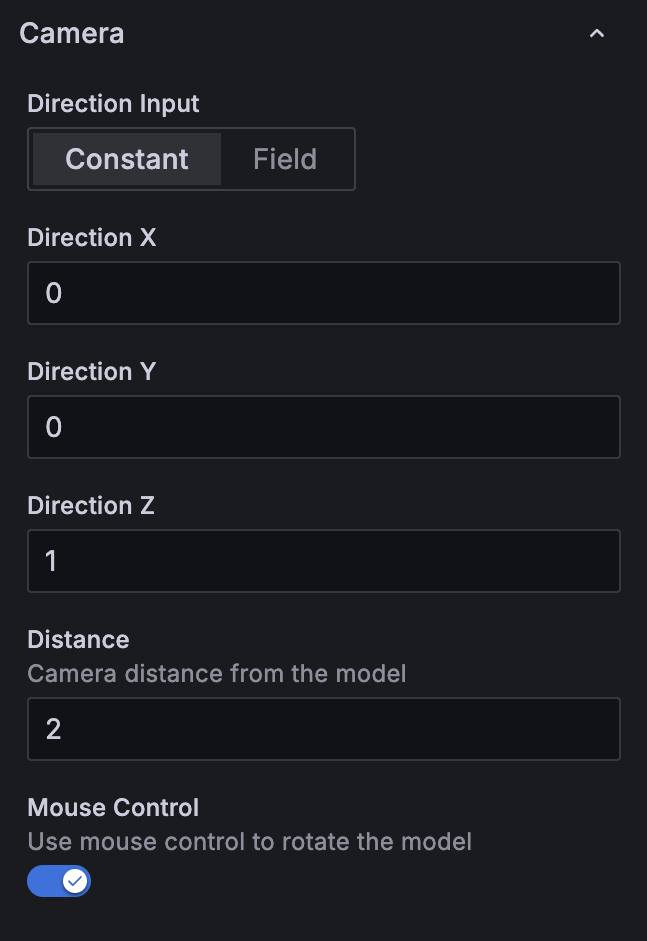 Camera
Direction Input
Constant Field
Direction X
0
Direction Y
0
Direction Z
1
Distance
Camera distance from the model
2
Mouse Control
Use mouse control to rotate the model